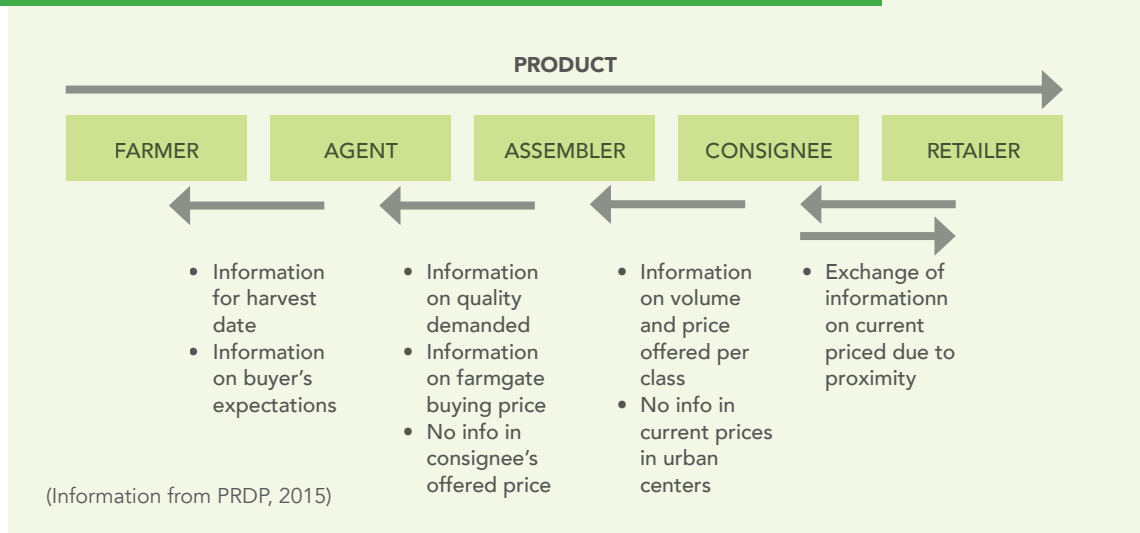 PRODUCT
FARMER
AGENT
ASSEMBLER
CONSIGNEE
RETAILER
• Information
for harvest
date
• Information
on buyer's
expectations
• Information
on quality
demanded
• Information
on farmgate
buying price
• No info in
consignee's
offered price
• Information
on volume
and price
offered per
class
• No info in
current prices
in urban
centers
• Exchange of
informationn
on current
priced due to
proximity
(Information from PRDP, 2015)